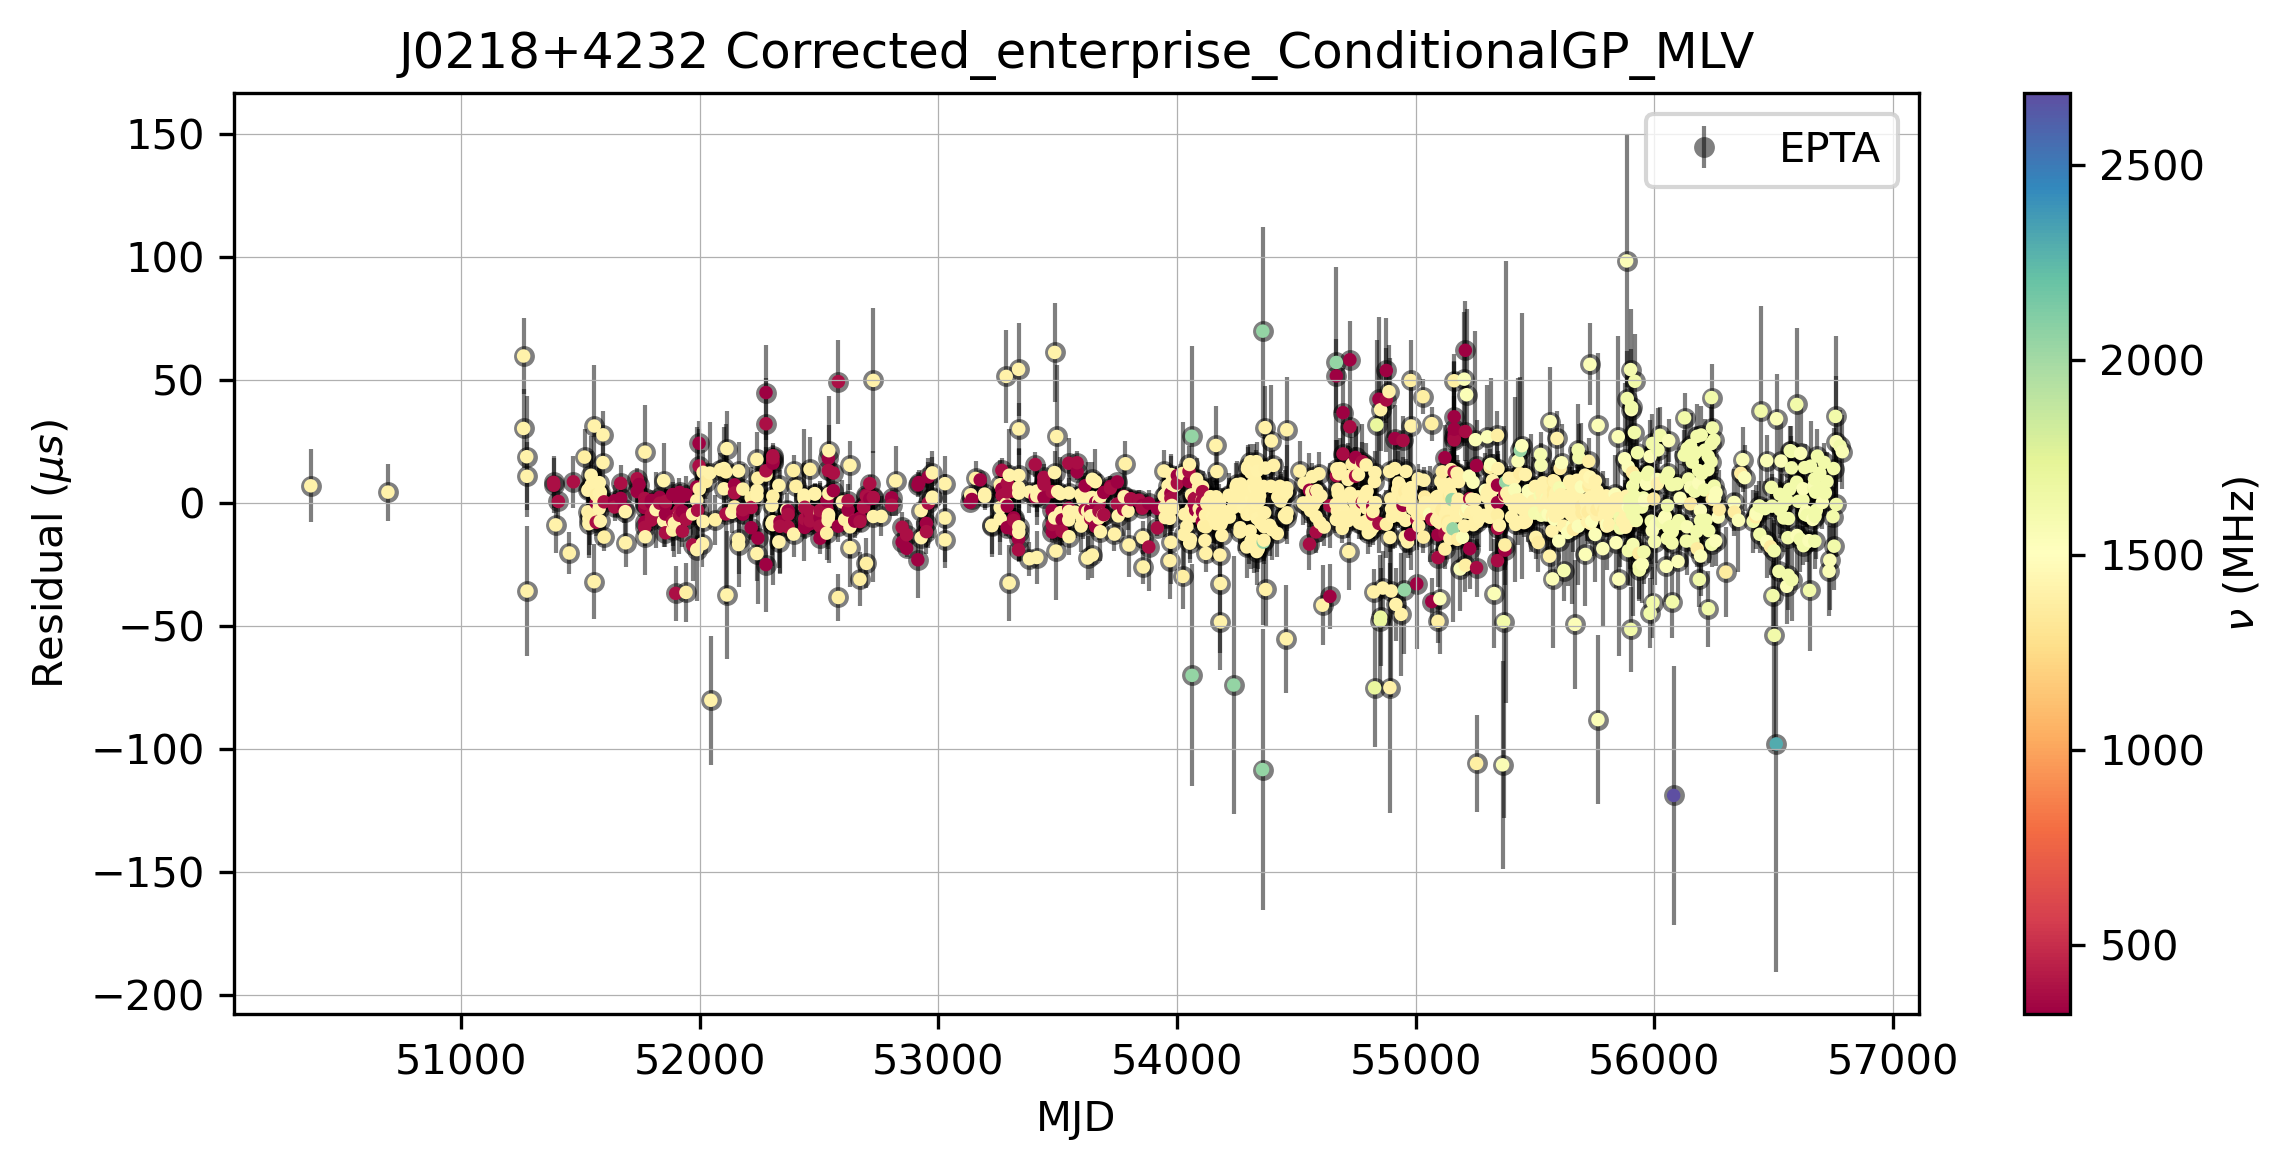 J0218+4232 Corrected_enterprise_ConditionalGP_MLV
EPTA
Residual (μs)
150
100
50
0
−50
−100
−150
−200
51000 52000 53000 54000 55000 56000 57000
MJD
2500
2000
1500
1000
500
ν (MHz)